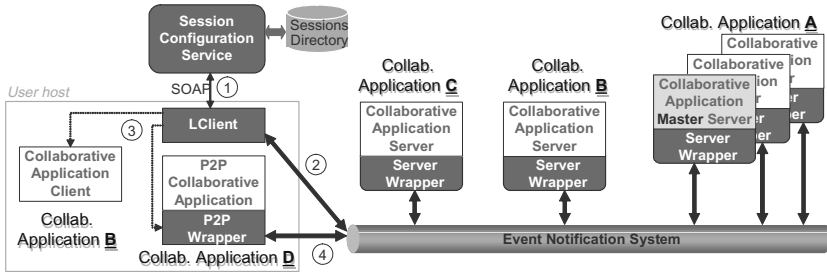 Session
Configuration
Service
Sessions
Directory
SOAP
1
User host
LClient
3
2
Collaborative
Application
Client
P2P
Collaborative
Application
P2P
Wrapper
Collab.
Application B
Collab. Application D
4
Collab.
Application C
Collaborative
Application
Server
Server
Wrapper
Collab.
Application B
Collaborative
Application
Server
Server
Wrapper
Collab. Application A
Collaborative
Collaborative
Collaborative
Application
Master Server
Server
Wrapper
Event Notification System